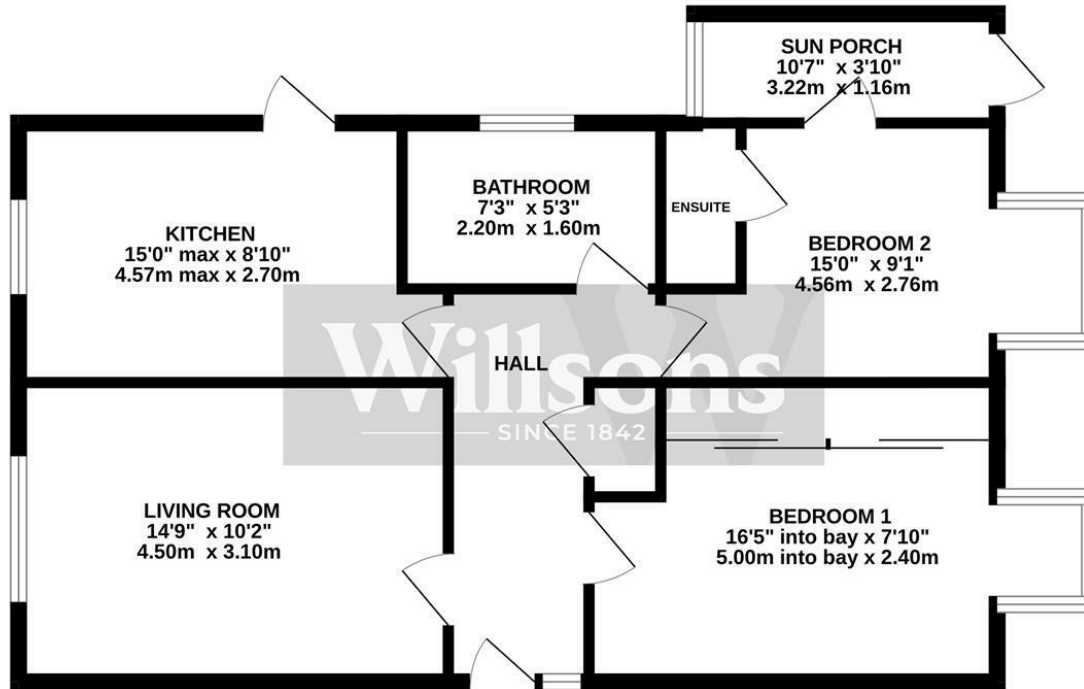 SUN PORCH
10'7" x 3'10"
3.22m x 1.16m
KITCHEN
15'0" max x 8'10"
4.57m max x 2.70m
BATHROOM
7'3" x 5'3"
2.20m x 1.60m
ENSUITE
BEDROOM 2
15'0" x 9'1"
4.56m x 2.76m
HALL
Willsons
SINCE 1842
LIVING ROOM
14'9" x 10'2"
4.50m x 3.10m
BEDROOM 1
16'5" into bay x 7'10"
5.00m into bay x 2.40m